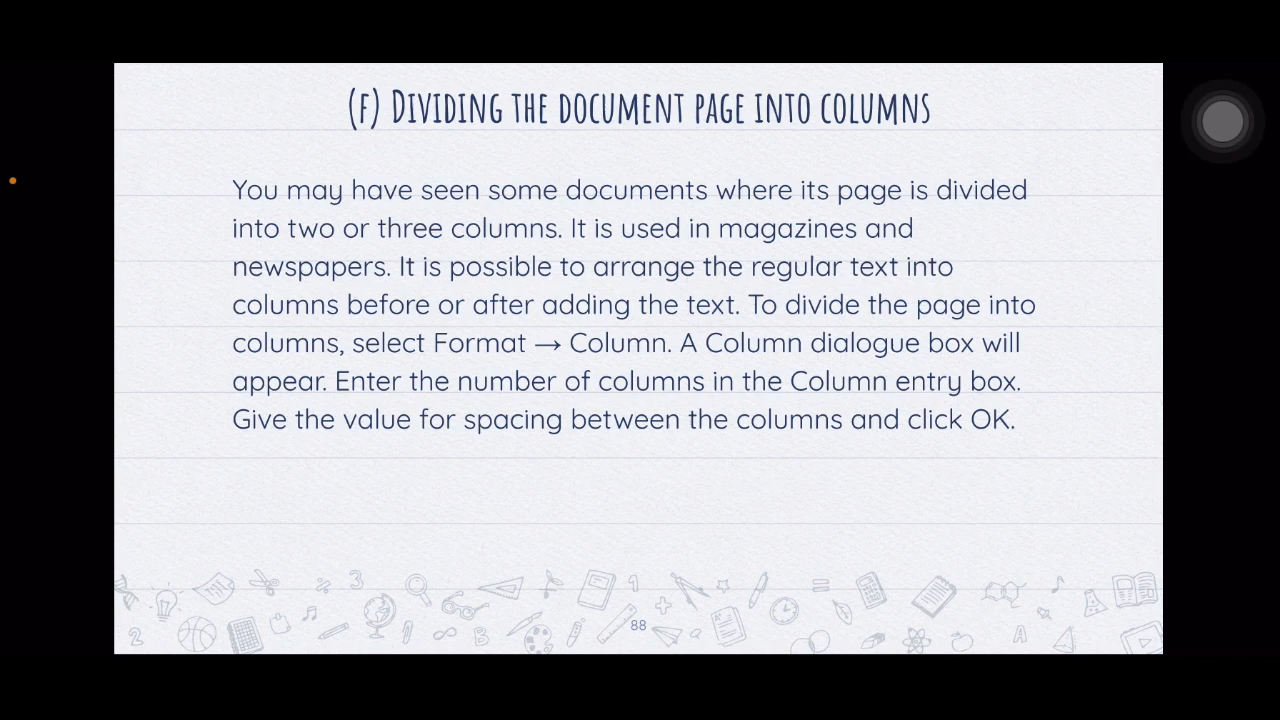 (f) Dividing the document page into columns
You may have seen some documents where its page is divided
into two or three columns. It is used in magazines and
newspapers. It is possible to arrange the regular text into
columns before or after adding the text. To divide the page into
columns, select Format → Column. A Column dialogue box will
appear. Enter the number of columns in the Column entry box.
Give the value for spacing between the columns and click OK.
3
1
2
B
88
A